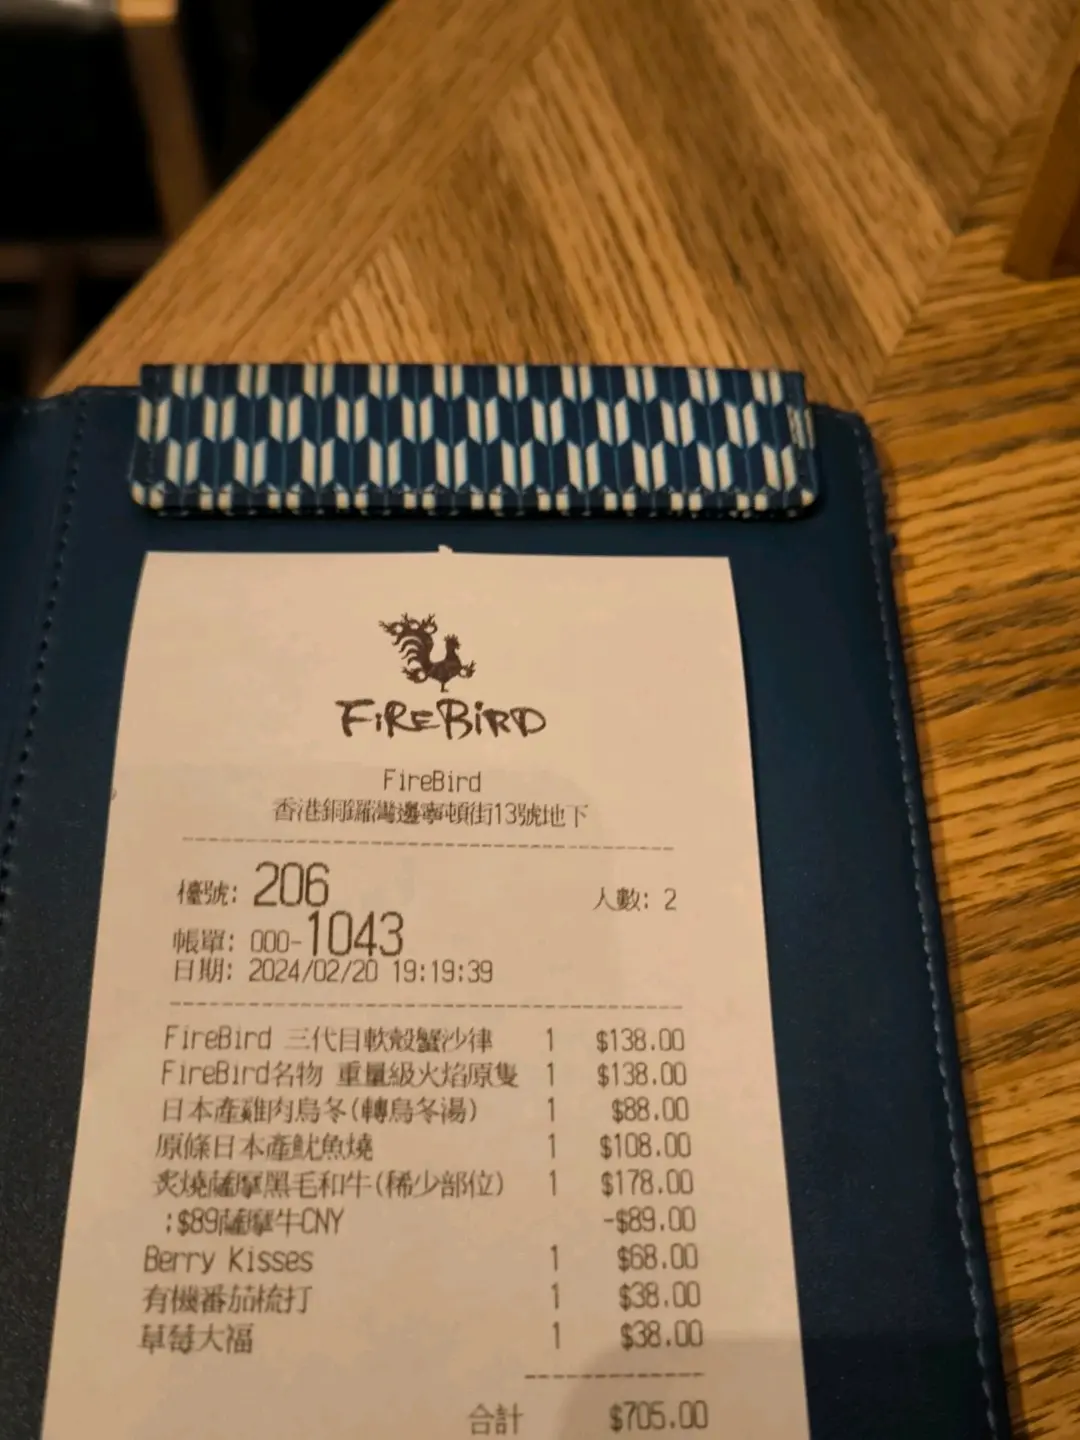 FIREBIRD
FireBird
香港銅鑼灣邊寧頓街13號地下
檯號: 206 人數: 2
帳單: 000-1043
日期: 2024/02/20 19:19:39
FireBird 三代目軟殼蟹沙律 1 $138.00
FireBird名物 重量級火焰原隻 1 $138.00
日本產雞肉烏冬(轉烏冬湯) 1 $88.00
原條日本產魷魚燒 1 $108.00
炙燒薩摩黑毛和牛(稀少部位) 1 $178.00
:$89薩摩牛CNY -$89.00
Berry Kisses 1 $68.00
有機番茄梳打 1 $38.00
草莓大福 1 $38.00
合計 $705.00